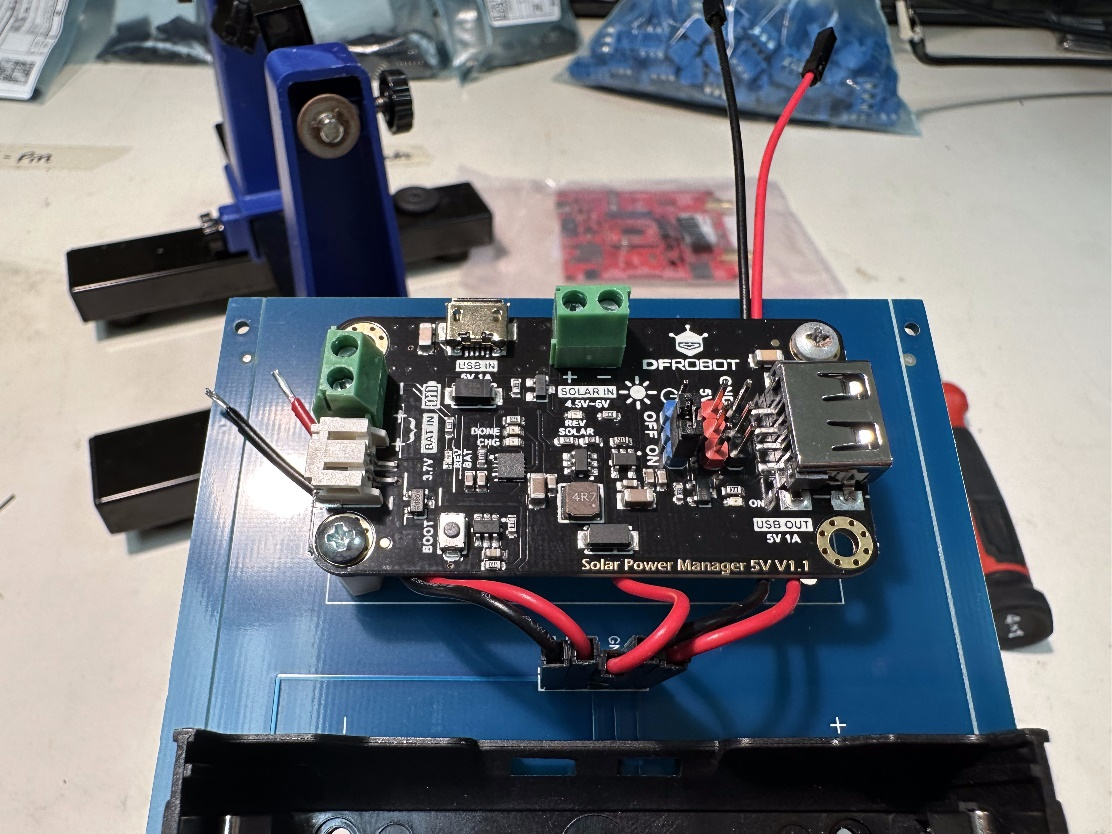 = Pin
USB IN
5V 1A
DFROBOT
+ −
SOLAR IN
4.5V~6V
REV
SOLAR
DONE
CHG
BAT IN
3.7V
REV
BAT
BOOT
OFF ON
4R7
ON
USB OUT
5V 1A
Solar Power Manager 5V V1.1
+